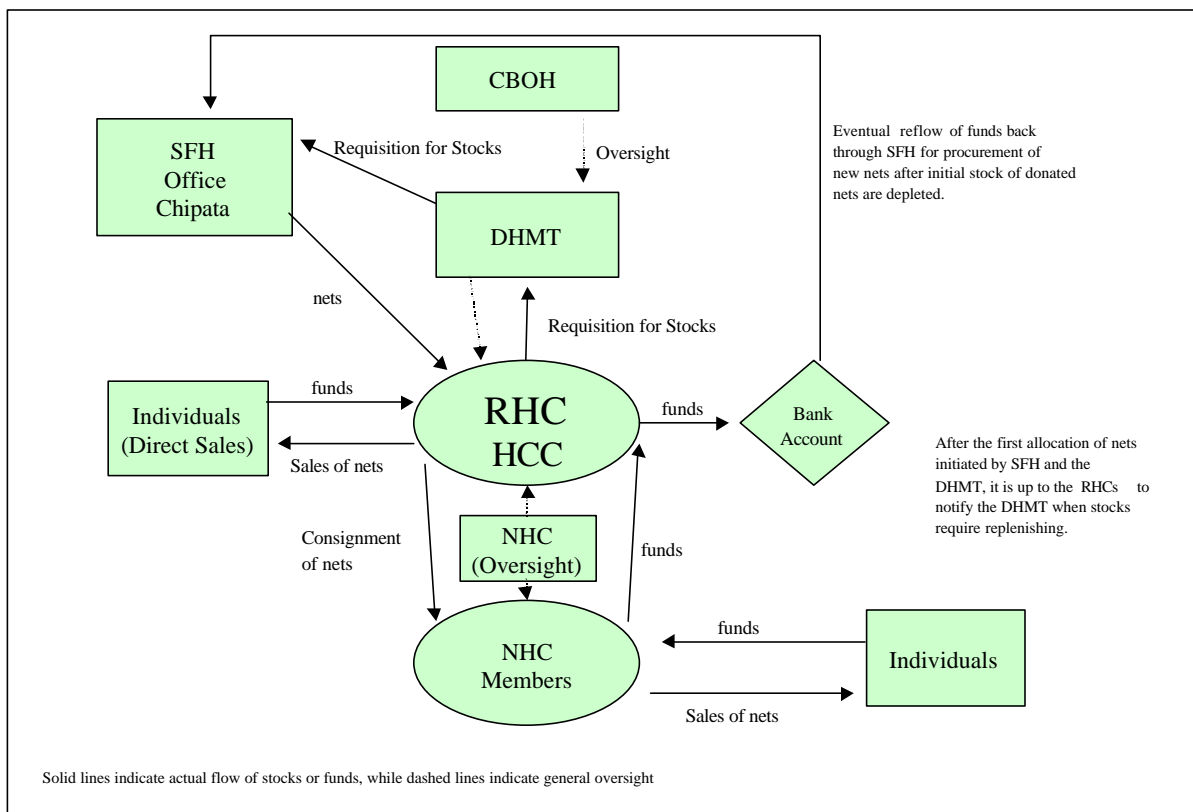 CBOH
SFH
Office
Chipata
Requisition for Stocks
Oversight
Eventual reflow of funds back
through SFH for procurement of
new nets after initial stock of donated
nets are depleted.
DHMT
nets
Requisition for Stocks
Individuals
(Direct Sales)
funds
Sales of nets
RHC
HCC
funds
Bank
Account
After the first allocation of nets
initiated by SFH and the
DHMT, it is up to the RHCs to
notify the DHMT when stocks
require replenishing.
Consignment
of nets
NHC
(Oversight)
funds
NHC
Members
funds
Sales of nets
Individuals
Solid lines indicate actual flow of stocks or funds, while dashed lines indicate general oversight